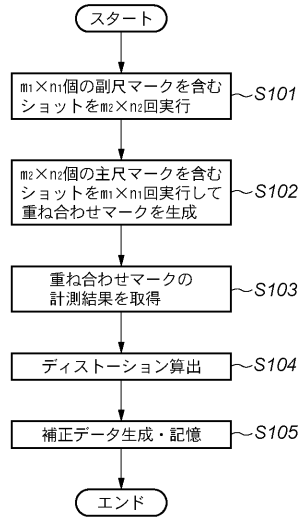 スタート
m1×n1個の副尺マークを含む
ショットをm2×n2回実行
S101
m2×n2個の主尺マークを含む
ショットをm1×n1回実行して
重ね合わせマークを生成
S102
重ね合わせマークの
計測結果を取得
S103
ディストーション算出
S104
補正データ生成・記憶
S105
エンド